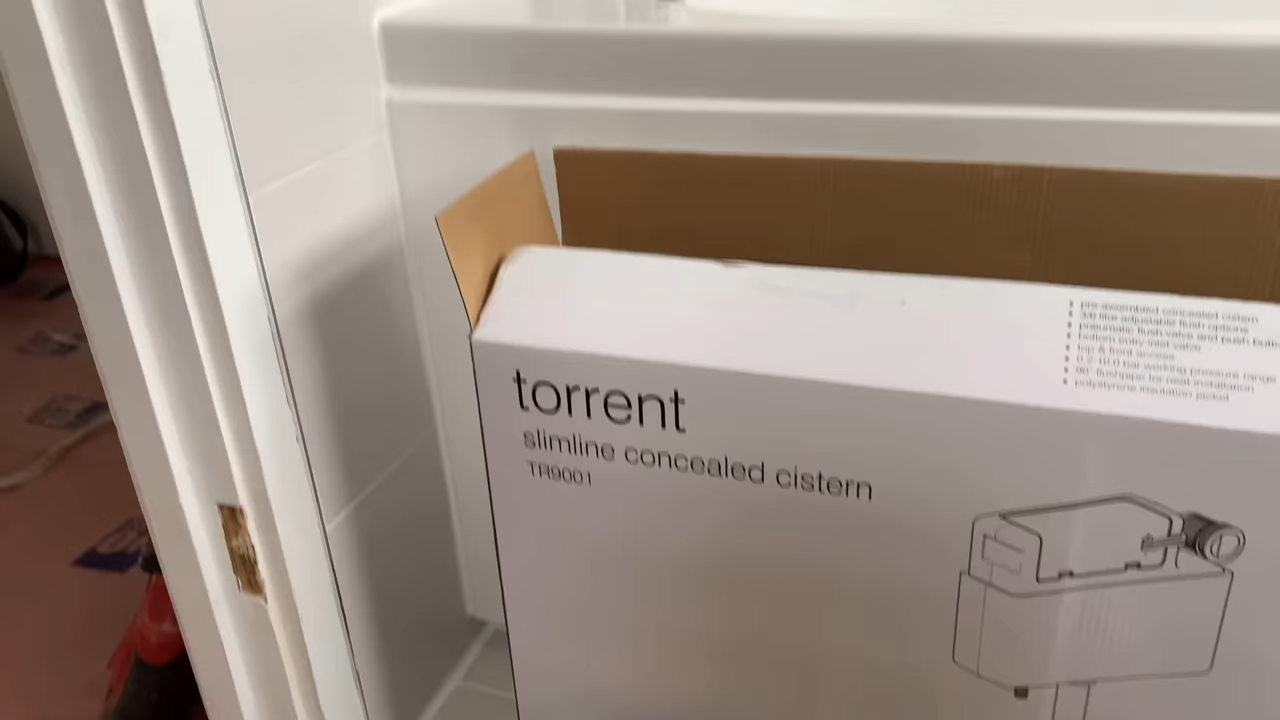 torrent
slimline concealed cistern
TR9001
pre-assembled concealed cistern
3/6 litre adjustable flush options
pneumatic flush valve and push butto
bottom entry inlet valve
top & front access
0.2-10.0 bar working pressure range
90° flushpipe for neat installation
polystyrene insulation jacket